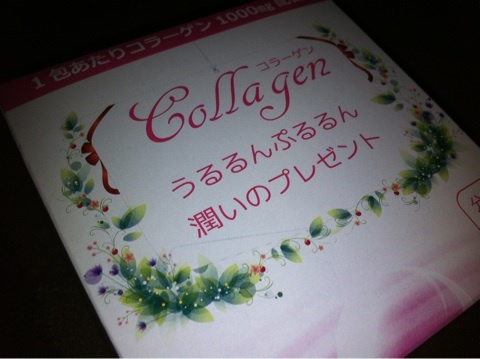 1包あたりコラーゲン1000mg配
コラーゲン
Collagen
うるるんぷるるん
潤いのプレゼント